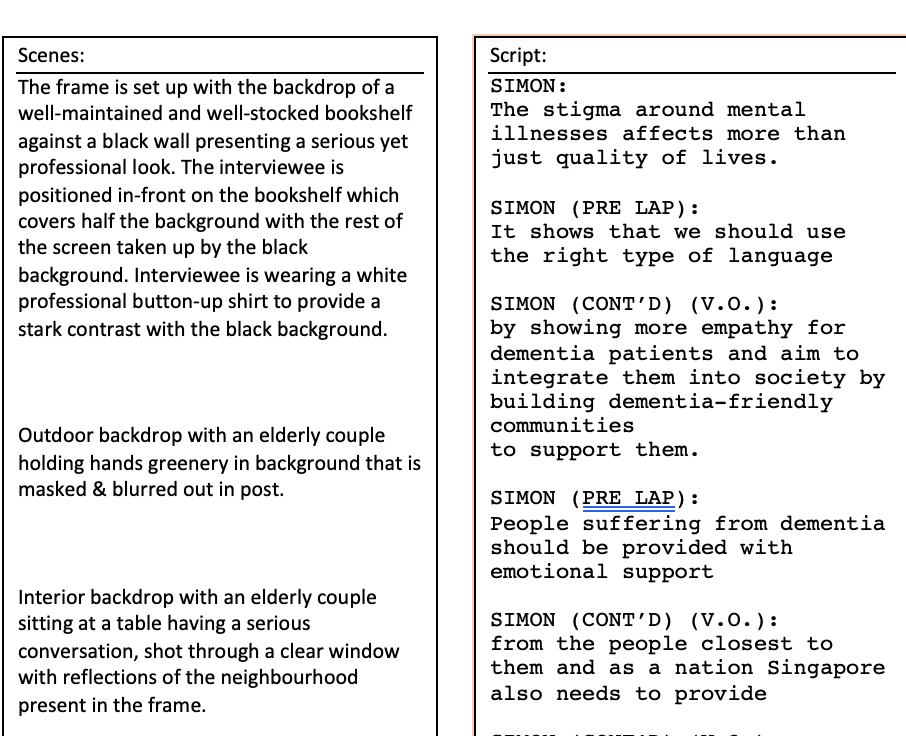 Scenes:
The frame is set up with the backdrop of a
well-maintained and well-stocked bookshelf
against a black wall presenting a serious yet
professional look. The interviewee is
positioned in-front on the bookshelf which
covers half the background with the rest of
the screen taken up by the black
background. Interviewee is wearing a white
professional button-up shirt to provide a
stark contrast with the black background.
Outdoor backdrop with an elderly couple
holding hands greenery in background that is
masked & blurred out in post.
Interior backdrop with an elderly couple
sitting at a table having a serious
conversation, shot through a clear window
with reflections of the neighbourhood
present in the frame.
Script:
SIMON:
The stigma around mental
illnesses affects more than
just quality of lives.
SIMON (PRE LAP):
It shows that we should use
the right type of language
SIMON (CONT’D) (V.O.):
by showing more empathy for
dementia patients and aim to
integrate them into society by
building dementia-friendly
communities
to support them.
SIMON (PRE LAP):
People suffering from dementia
should be provided with
emotional support
SIMON (CONT’D) (V.O.):
from the people closest to
them and as a nation Singapore
also needs to provide